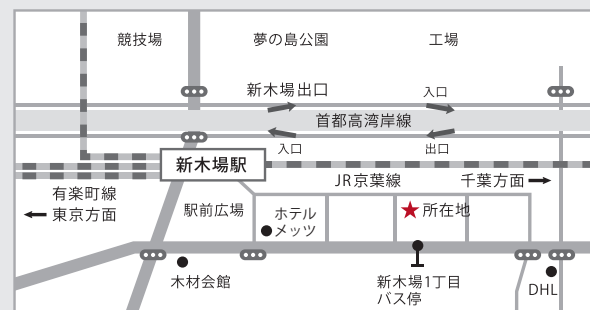 競技場
夢の島公園
工場
新木場出口
入口
首都高湾岸線
入口
出口
新木場駅
JR京葉線
千葉方面
有楽町線
東京方面
駅前広場
ホテル
メッツ
所在地
木材会館
新木場1丁目
バス停
DHL